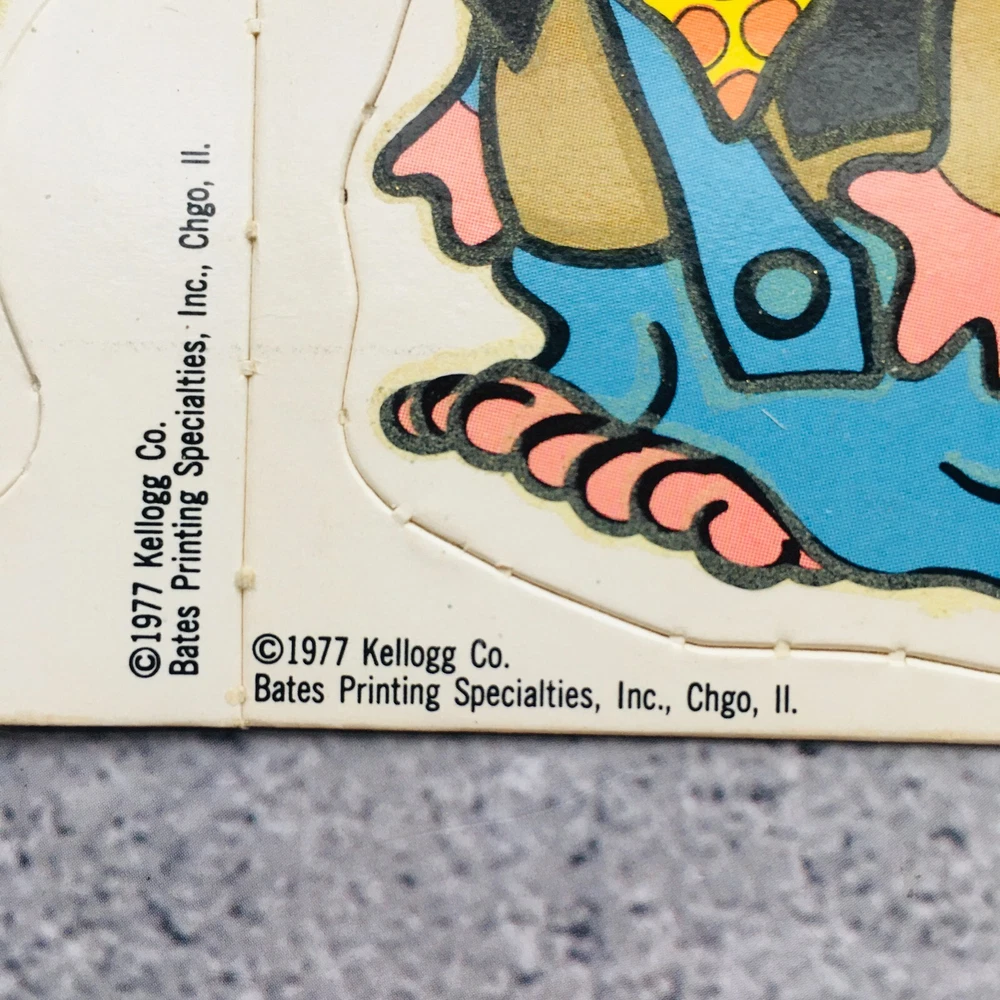 ©1977 Kellogg Co.
Bates Printing Specialties, Inc., Chgo, Il.
©1977 Kellogg Co.
Bates Printing Specialties, Inc., Chgo, Il.